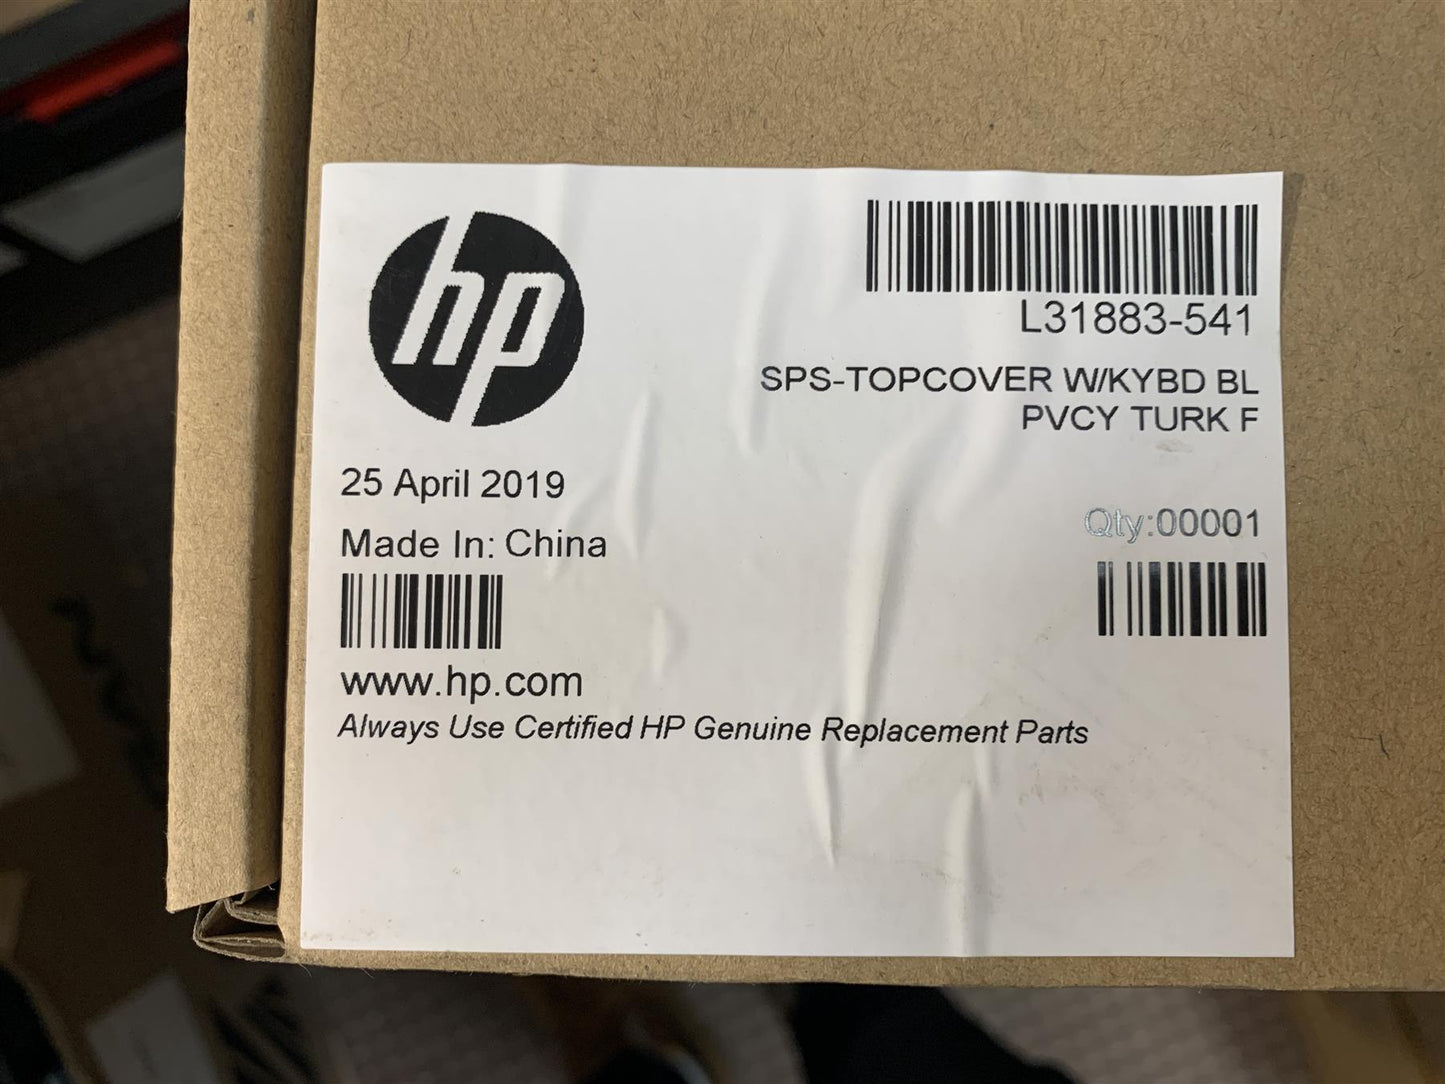 hp
L31883-541
SPS-TOPCOVER W/KYBD BL
PVCY TURK F
25 April 2019
Qty:00001
Made In: China
www.hp.com
Always Use Certified HP Genuine Replacement Parts